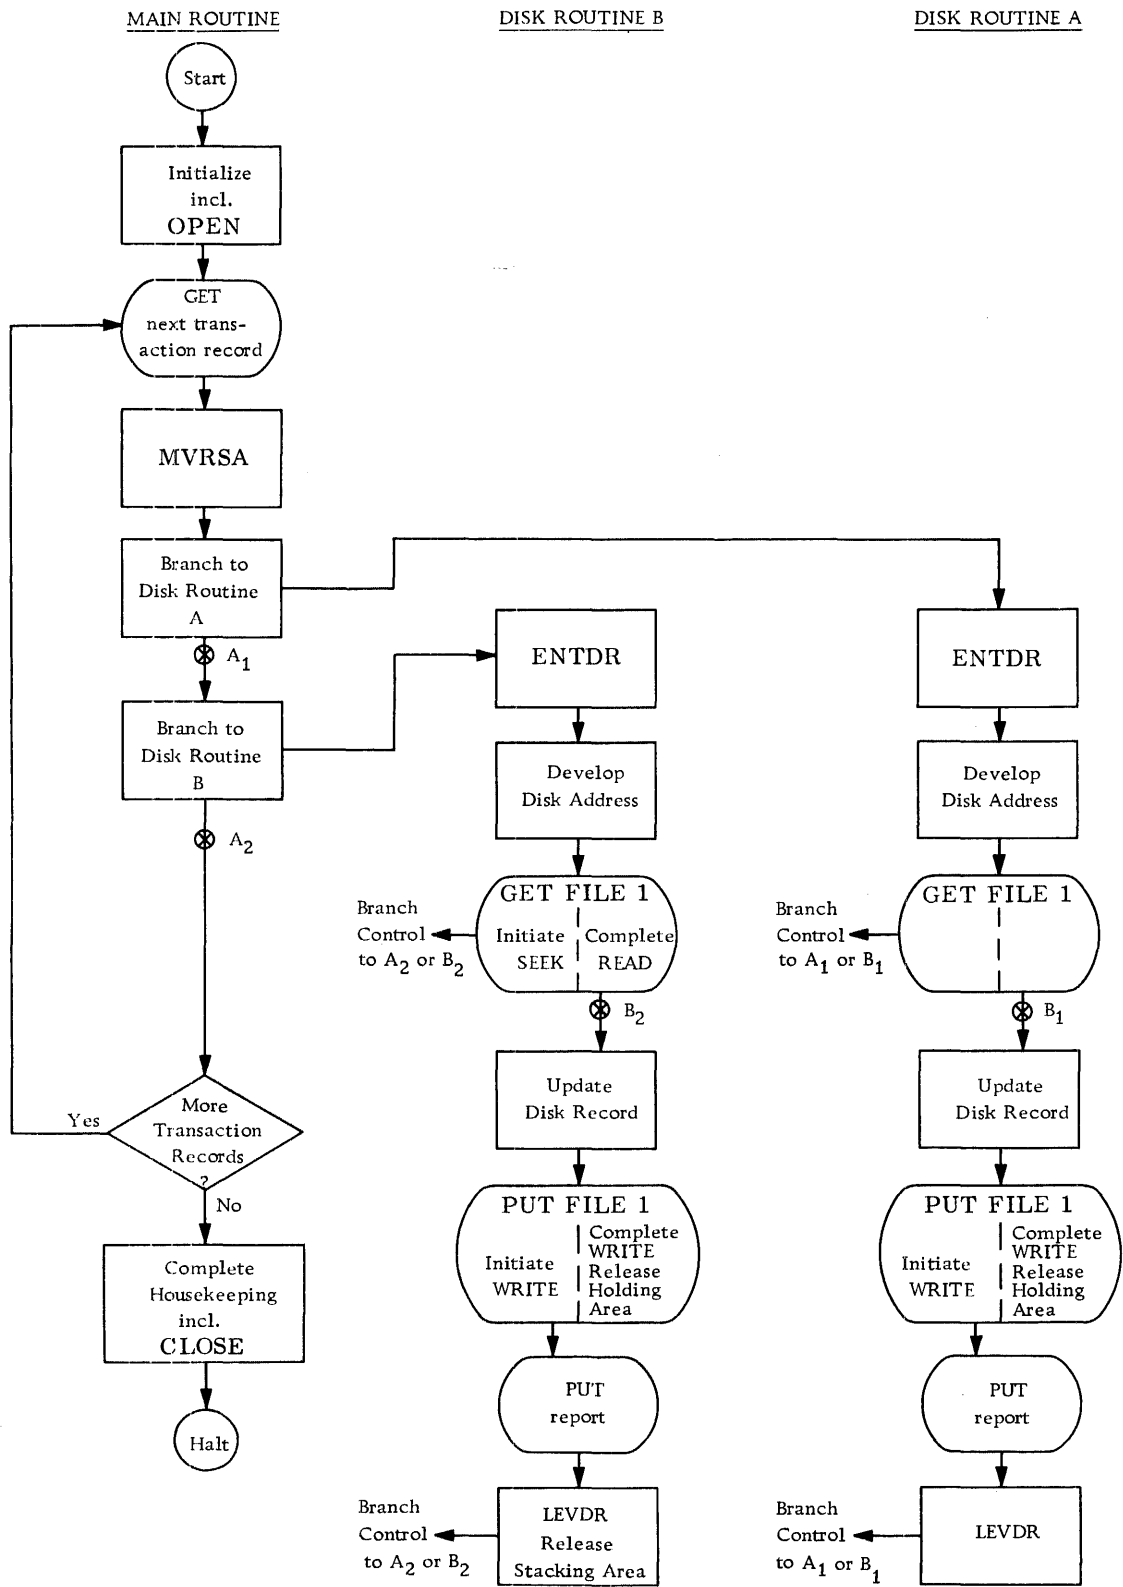 MAIN ROUTINE
Start
Initialize
incl.
OPEN
GET
next trans-
action record
MVRSA
Branch to
Disk Routine
A
A1
Branch to
Disk Routine
B
A2
Yes
More
Transaction
Records
?
No
Complete
Housekeeping
incl.
CLOSE
Halt
DISK ROUTINE B
ENTDR
Develop
Disk Address
GET FILE 1
Initiate
SEEK
Complete
READ
Branch
Control
to A2 or B2
B2
Update
Disk Record
PUT FILE 1
Initiate
WRITE
Complete
WRITE
Release
Holding
Area
PUT
report
LEVDR
Release
Stacking Area
Branch
Control
to A2 or B2
DISK ROUTINE A
ENTDR
Develop
Disk Address
GET FILE 1
Branch
Control
to A1 or B1
B1
Update
Disk Record
PUT FILE 1
Initiate
WRITE
Complete
WRITE
Release
Holding
Area
PUT
report
LEVDR
Branch
Control
to A1 or B1